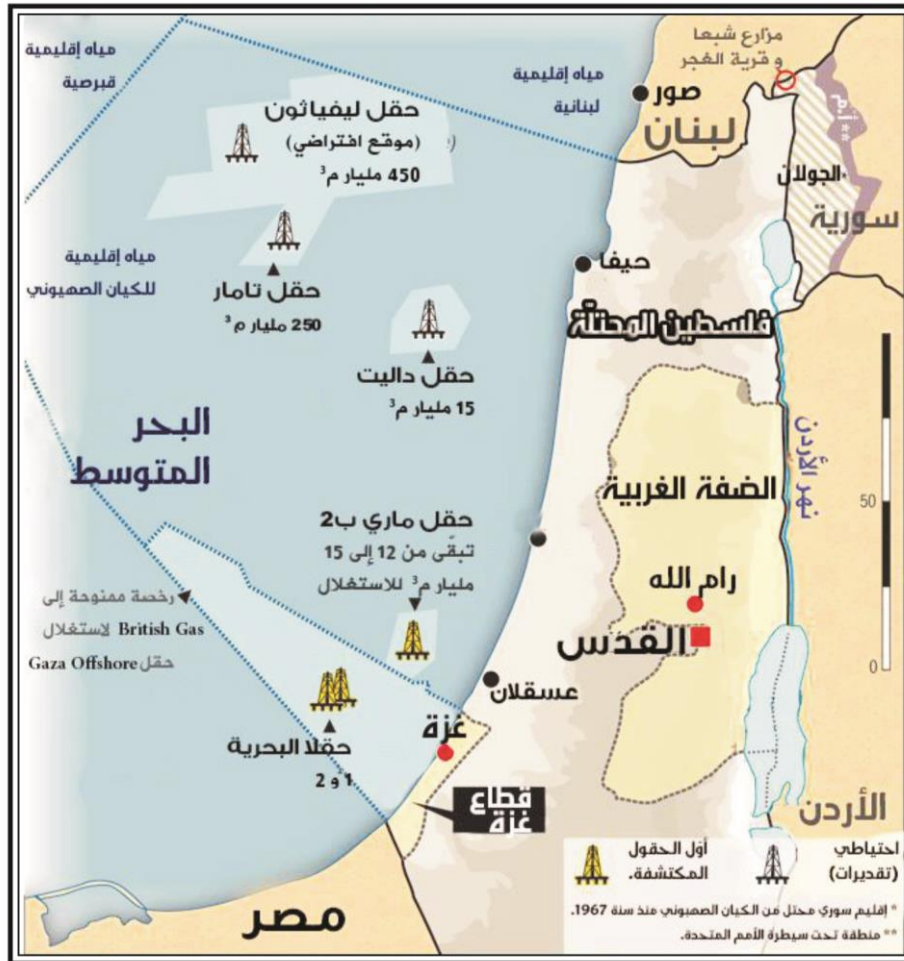 مياه إقليمية
قبرصية
مياه إقليمية
لبنانية
مزارع شبعا
و قرية الغجر
صور
لبنان
أ.م **
الجولان*
سورية
حقل ليفياثون
(موقع افتراضي)
450 مليار م³
حيفا
مياه إقليمية
للكيان الصهيوني
حقل تامار
250 مليار م³
فلسطين المحتلّة
حقل داليت
15 مليار م³
البحر
المتوسط
نهر الأردن
الضفة الغربية
50
حقل ماري ب2
تبقّى من 12 إلى 15
مليار م³ للاستغلال
رام الله
القدس
رخصة ممنوحة إلى
British Gas لاستغلال
حقل Gaza Offshore
0
عسقلان
غزة
حقلا البحرية
1 و 2
قطاع
غزة
الأردن
مصر
احتياطي
(تقديرات)
أوّل الحقول
المكتشفة.
* إقليم سوري محتل من الكيان الصهيوني منذ سنة 1967.
** منطقة تحت سيطرة الأمم المتحدة.